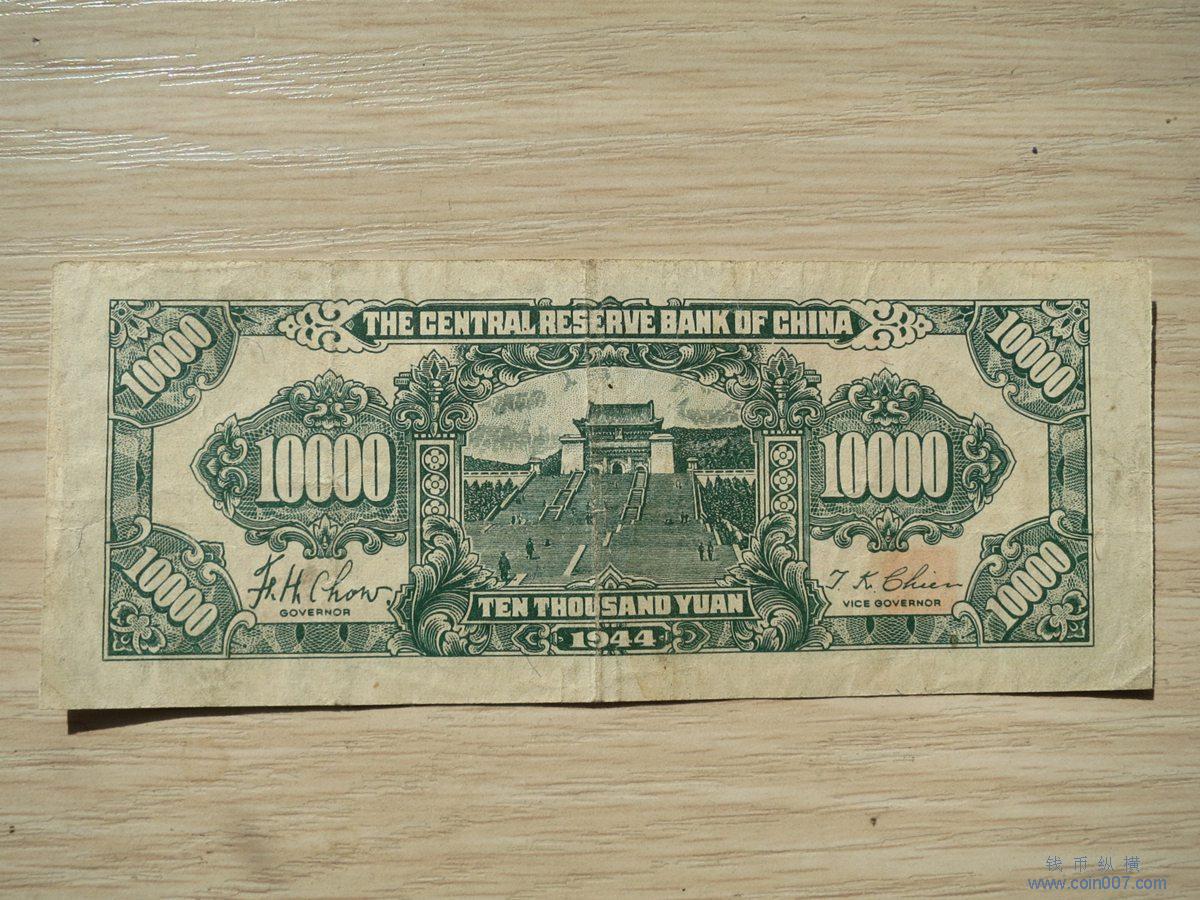 THE CENTRAL RESERVE BANK OF CHINA
10000
10000
10000
10000
10000
10000
F. H. Chow
GOVERNOR
T. K. Chien
VICE GOVERNOR
TEN THOUSAND YUAN
1944
钱币纵横
www.coin007.com